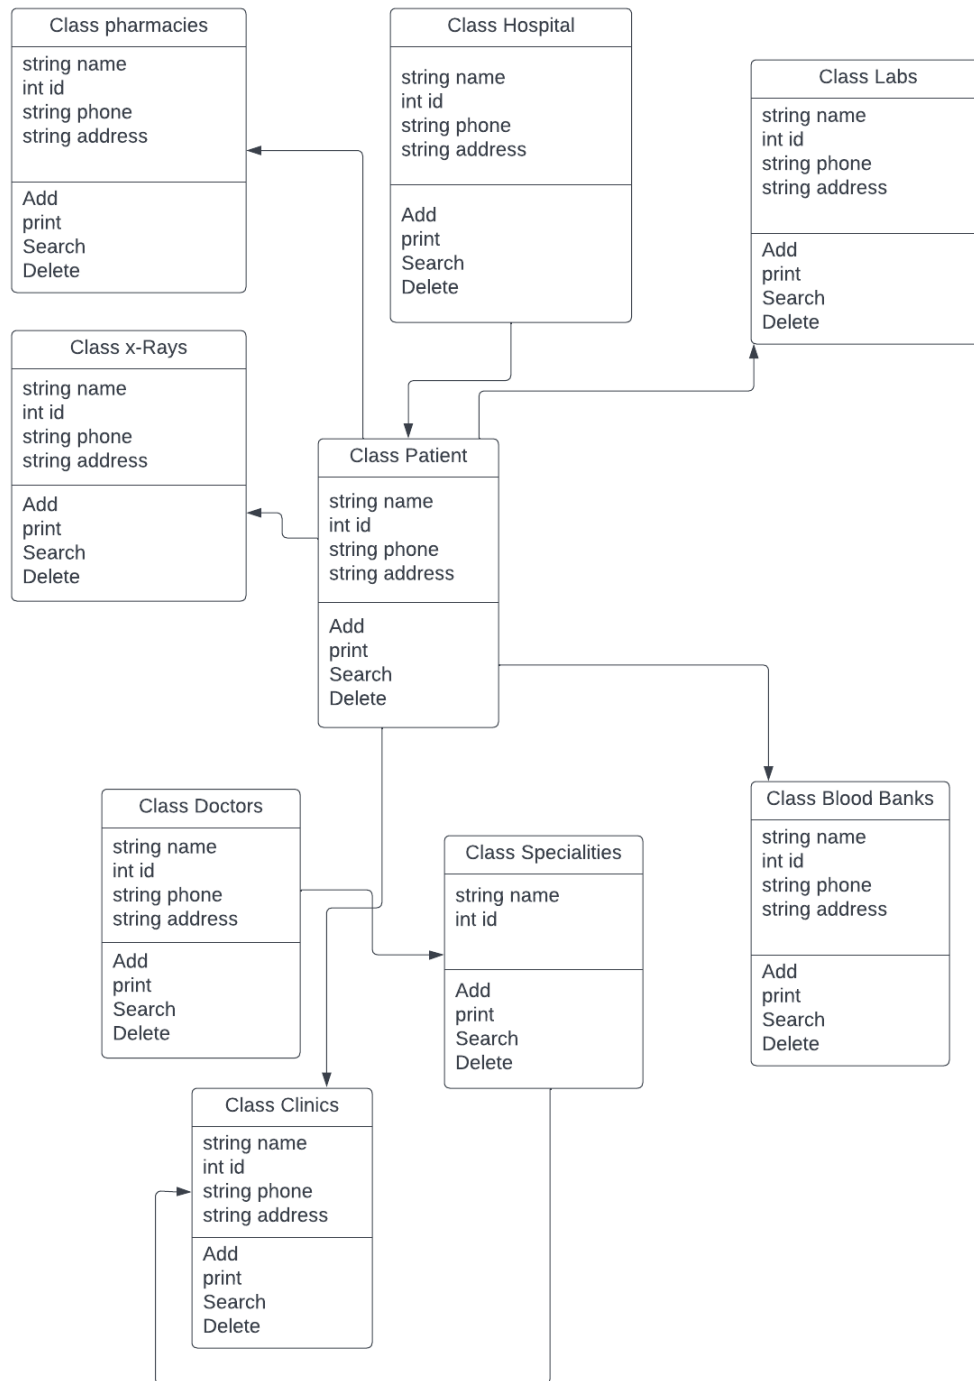 Class pharmacies
string name
int id
string phone
string address
Add
print
Search
Delete
Class Hospital
string name
int id
string phone
string address
Add
print
Search
Delete
Class Labs
string name
int id
string phone
string address
Add
print
Search
Delete
Class x-Rays
string name
int id
string phone
string address
Add
print
Search
Delete
Class Patient
string name
int id
string phone
string address
Add
print
Search
Delete
Class Doctors
string name
int id
string phone
string address
Add
print
Search
Delete
Class Specialities
string name
int id
Add
print
Search
Delete
Class Blood Banks
string name
int id
string phone
string address
Add
print
Search
Delete
Class Clinics
string name
int id
string phone
string address
Add
print
Search
Delete